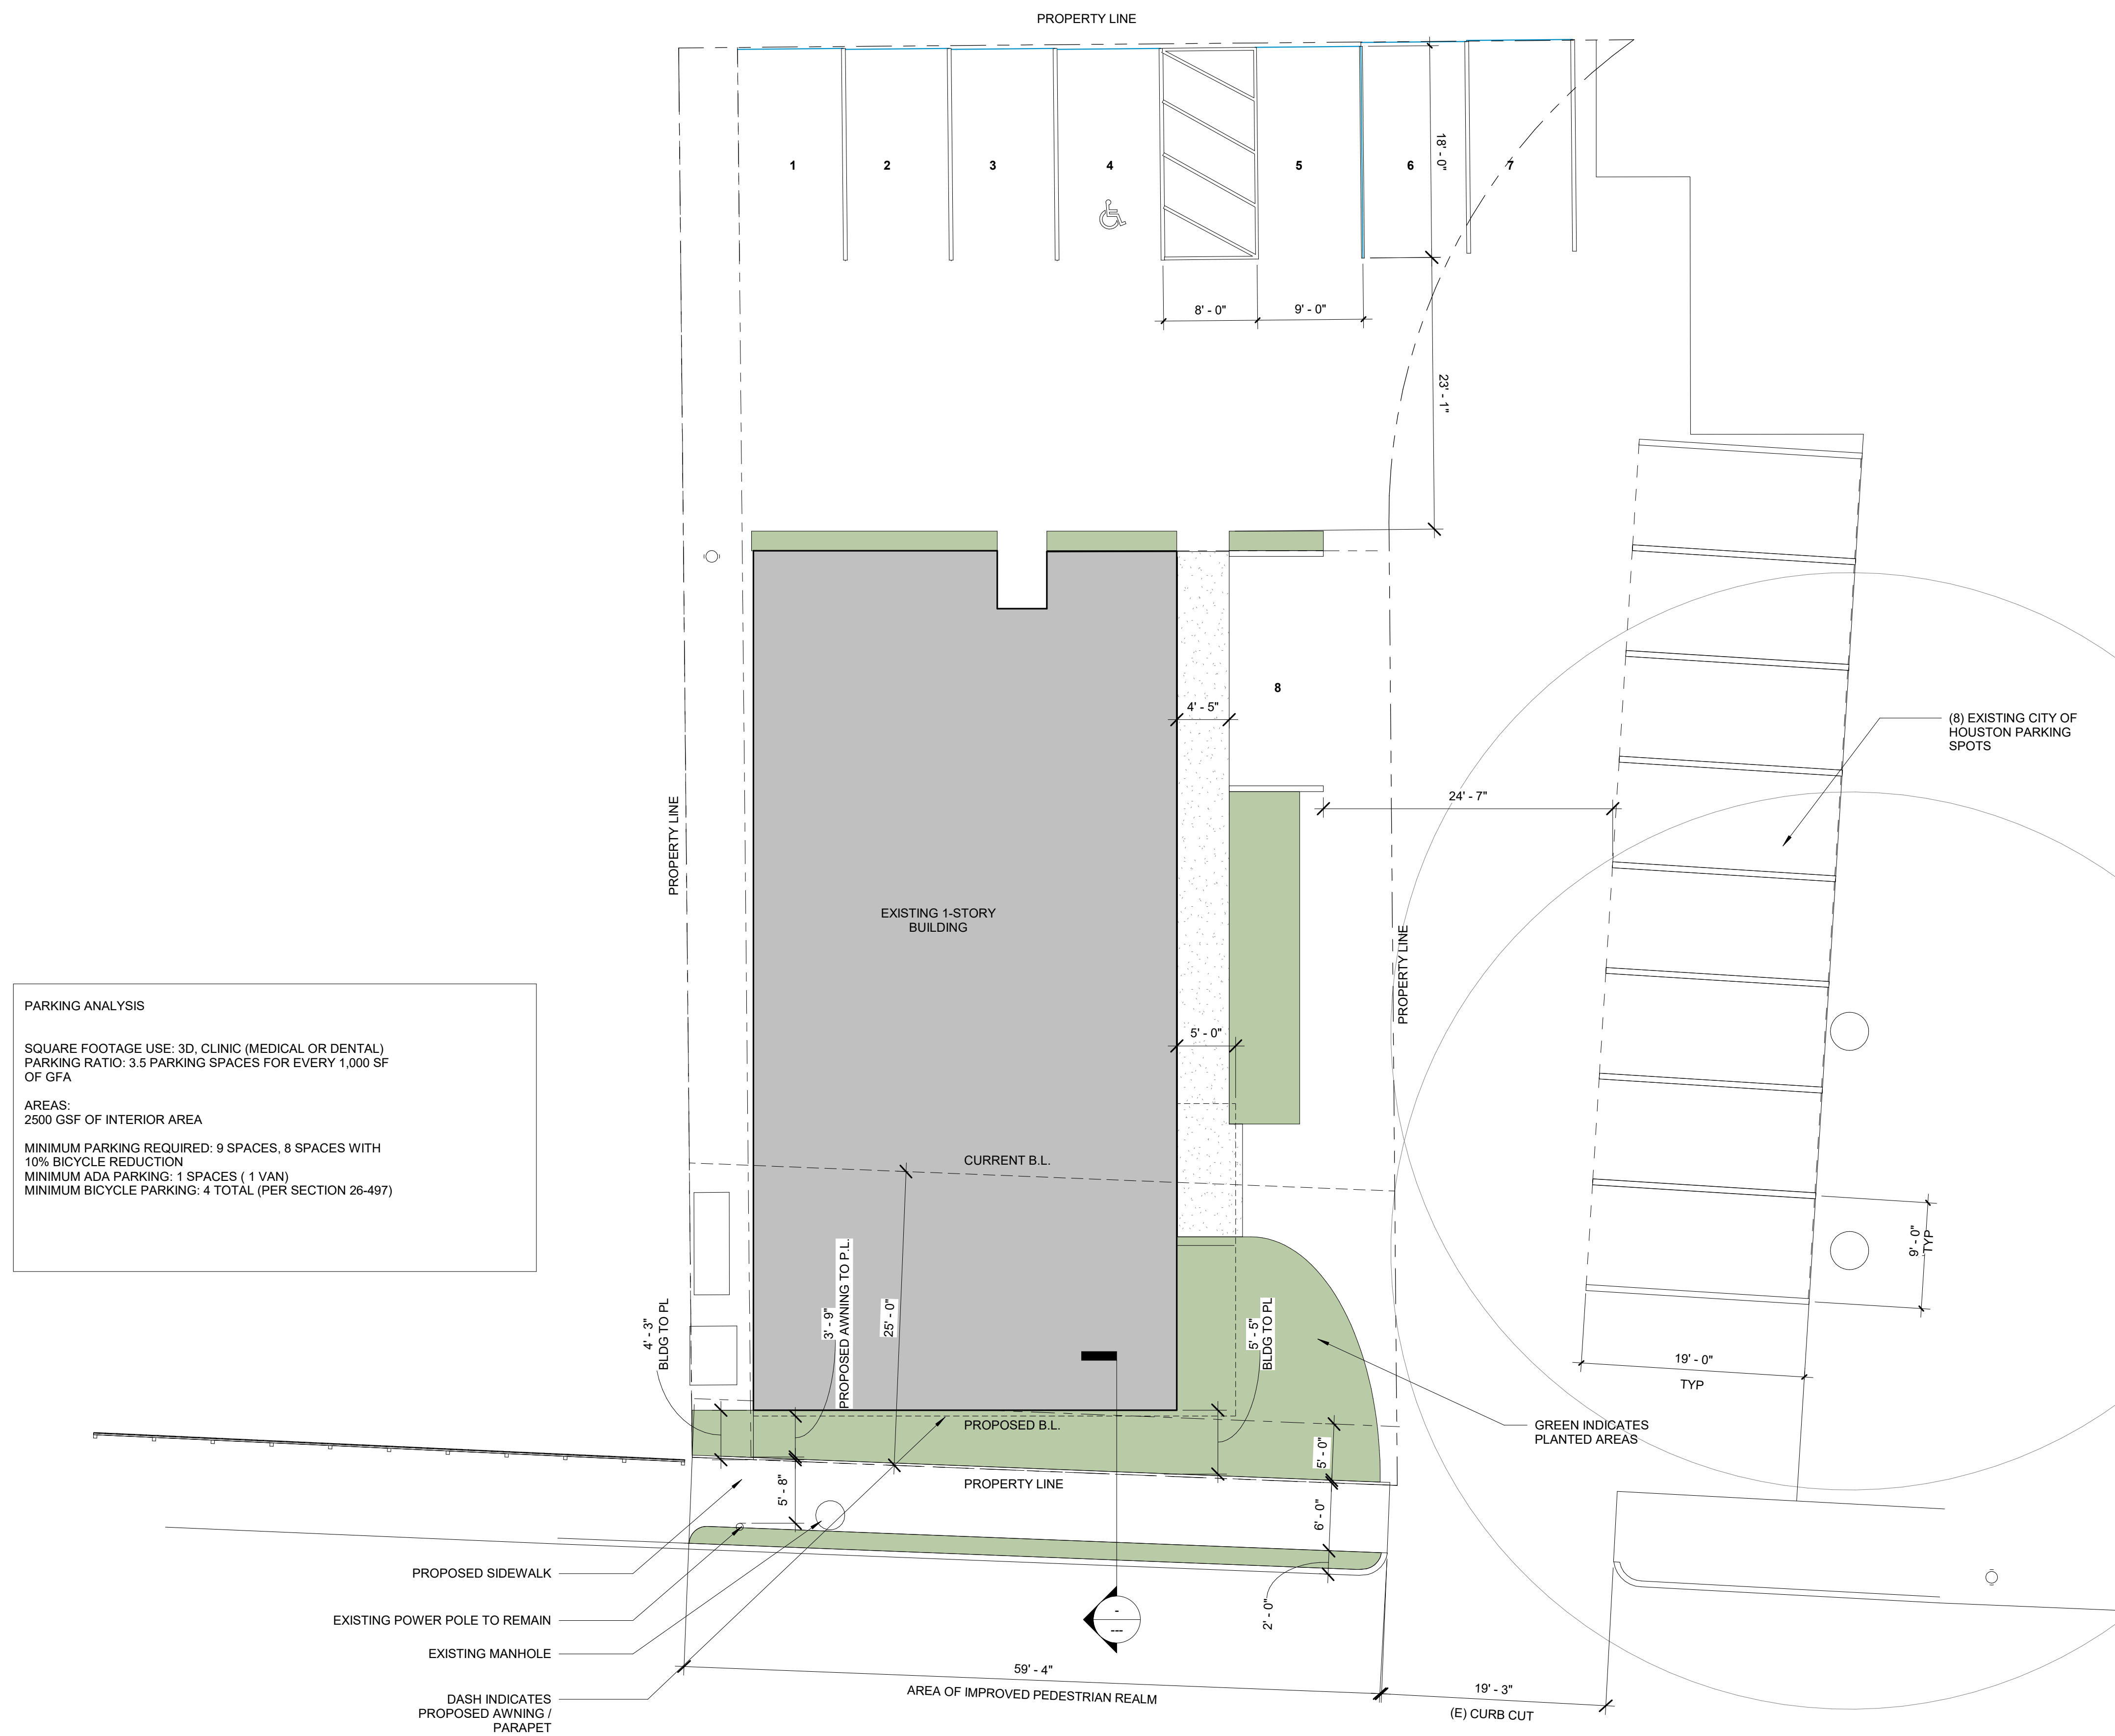 PROPERTY LINE
1
2
3
4
5
6
7
18' - 0"
8' - 0"
9' - 0"
23' - 1"
8
4' - 5"
(8) EXISTING CITY OF
HOUSTON PARKING
SPOTS
24' - 7"
PROPERTY LINE
EXISTING 1-STORY
BUILDING
PROPERTY LINE
PARKING ANALYSIS
SQUARE FOOTAGE USE: 3D, CLINIC (MEDICAL OR DENTAL)
PARKING RATIO: 3.5 PARKING SPACES FOR EVERY 1,000 SF
OF GFA
AREAS:
2500 GSF OF INTERIOR AREA
MINIMUM PARKING REQUIRED: 9 SPACES, 8 SPACES WITH
10% BICYCLE REDUCTION
MINIMUM ADA PARKING: 1 SPACES ( 1 VAN)
MINIMUM BICYCLE PARKING: 4 TOTAL (PER SECTION 26-497)
5' - 0"
CURRENT B.L.
9' - 0"
TYP
4' - 3"
BLDG TO PL
3' - 9"
PROPOSED AWNING TO P.L.
25' - 0"
5' - 5"
BLDG TO PL
19' - 0"
TYP
GREEN INDICATES
PLANTED AREAS
PROPOSED B.L.
5' - 0"
PROPERTY LINE
5' - 8"
6' - 0"
PROPOSED SIDEWALK
EXISTING POWER POLE TO REMAIN
EXISTING MANHOLE
DASH INDICATES
PROPOSED AWNING /
PARAPET
-
---
2' - 0"
59' - 4"
AREA OF IMPROVED PEDESTRIAN REALM
19' - 3"
(E) CURB CUT